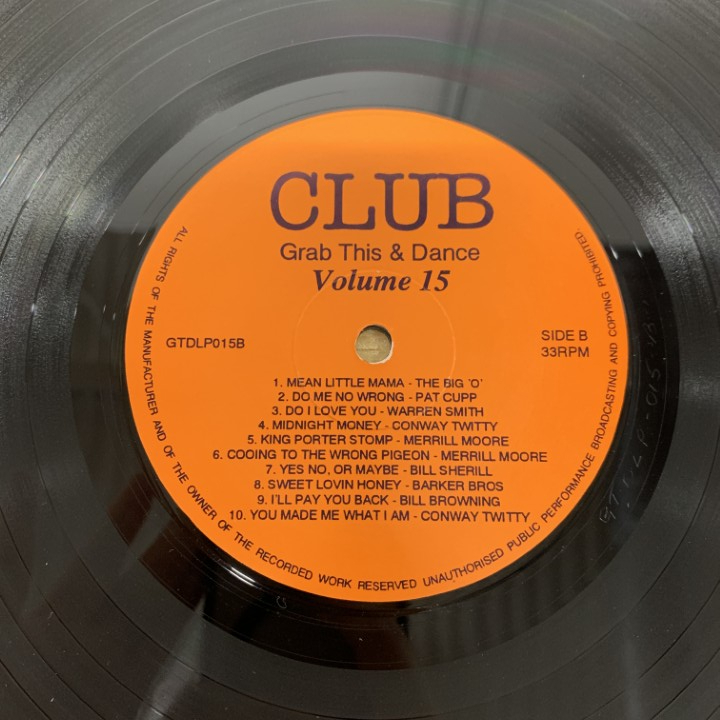 CLUB
Grab This & Dance
Volume 15
GTDLP015B
SIDE B
33RPM
1. MEAN LITTLE MAMA - THE BIG 'O'
2. DO ME NO WRONG - PAT CUPP
3. DO I LOVE YOU - WARREN SMITH
4. MIDNIGHT MONEY - CONWAY TWITTY
5. KING PORTER STOMP - MERRILL MOORE
6. COOING TO THE WRONG PIGEON - MERRILL MOORE
7. YES NO, OR MAYBE - BILL SHERILL
8. SWEET LOVIN HONEY - BARKER BROS
9. I'LL PAY YOU BACK - BILL BROWNING
10. YOU MADE ME WHAT I AM - CONWAY TWITTY
ALL RIGHTS OF THE MANUFACTURER AND OF THE OWNER OF THE RECORDED WORK RESERVED UNAUTHORISED PUBLIC PERFORMANCE BROADCASTING AND COPYING PROHIBITED.